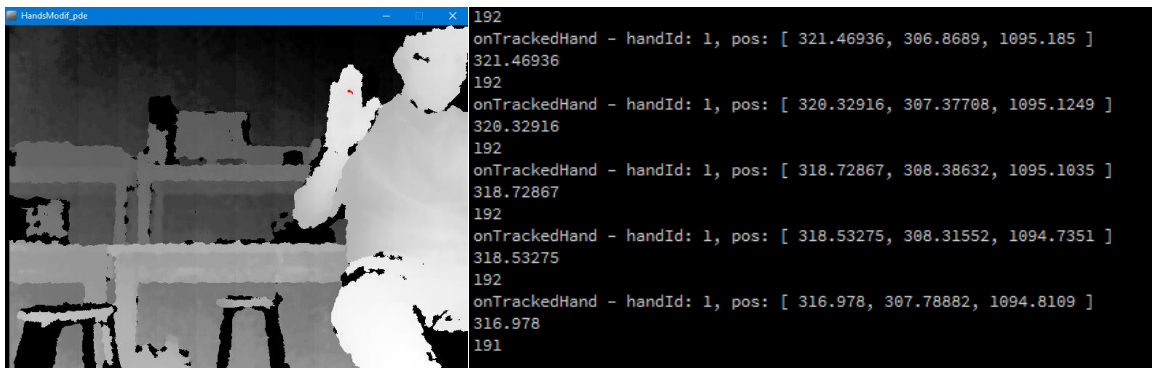 HandsModif_pde
192
onTrackedHand - handId: 1, pos: [ 321.46936, 306.8689, 1095.185 ]
321.46936
192
onTrackedHand - handId: 1, pos: [ 320.32916, 307.37708, 1095.1249 ]
320.32916
192
onTrackedHand - handId: 1, pos: [ 318.72867, 308.38632, 1095.1035 ]
318.72867
192
onTrackedHand - handId: 1, pos: [ 318.53275, 308.31552, 1094.7351 ]
318.53275
192
onTrackedHand - handId: 1, pos: [ 316.978, 307.78882, 1094.8109 ]
316.978
191